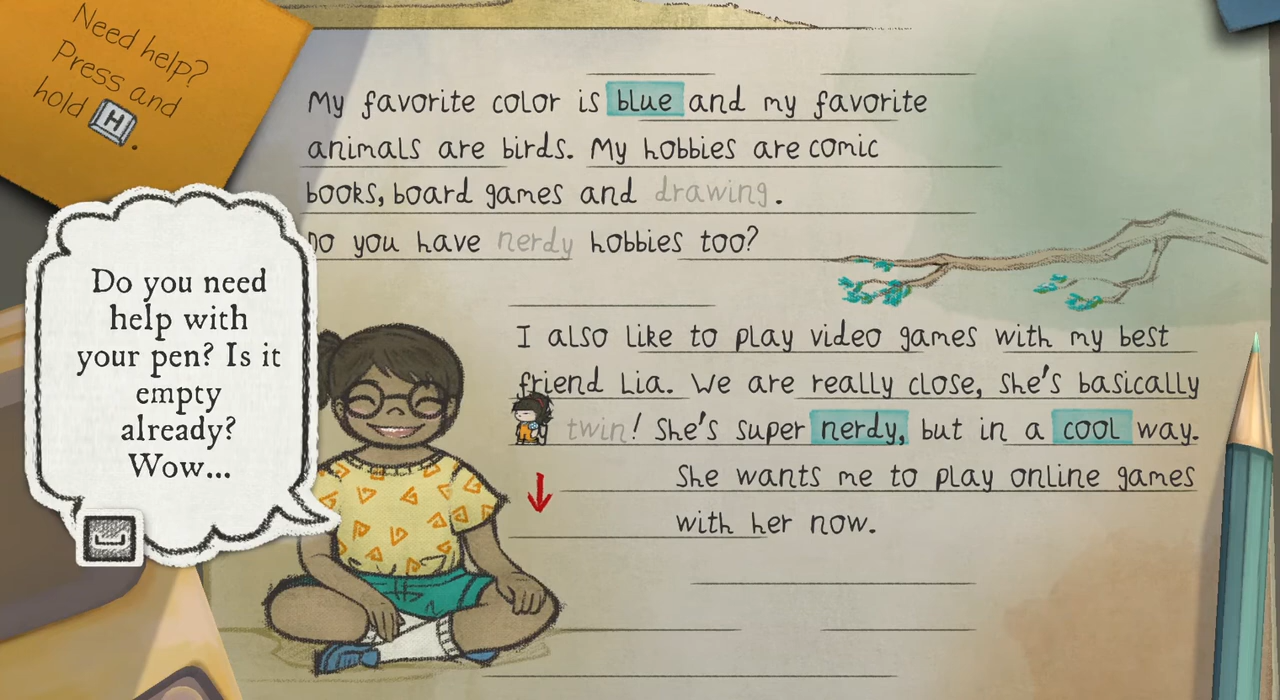 Need help?
Press and
hold H.
My favorite color is blue and my favorite
animals are birds. My hobbies are comic
books, board games and drawing.
Do you have nerdy hobbies too?
Do you need
help with
your pen? Is it
empty
already?
Wow...
I also like to play video games with my best
friend Lia. We are really close, she's basically
twin! She's super nerdy, but in a cool way.
She wants me to play online games
with her now.